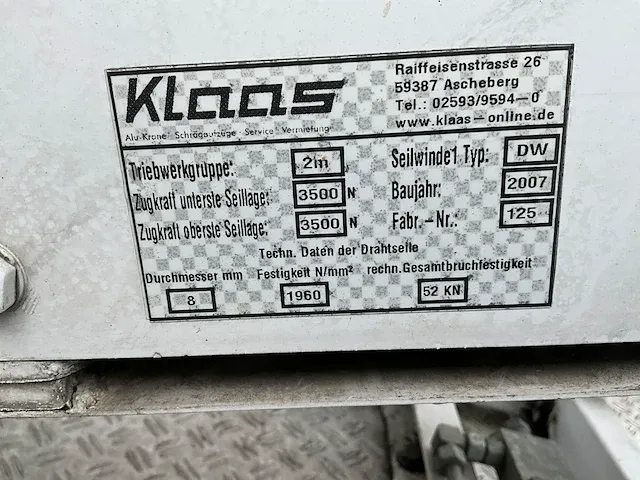 Klaas
Alu-Krane · Schrägaufzüge · Service · Vermietung
Raiffeisenstrasse 26
59387 Ascheberg
Tel.: 02593/9594-0
www.klaas-online.de
Triebwerkgruppe: 2m
Zugkraft unterste Seillage: 3500 N
Zugkraft oberste Seillage: 3500 N
Seilwinde1 Typ: DW
Baujahr: 2007
Fabr.-Nr.: 125
Techn. Daten der Drahtseile
Durchmesser mm Festigkeit N/mm² rechn.Gesamtbruchfestigkeit
8 1960 52 KN